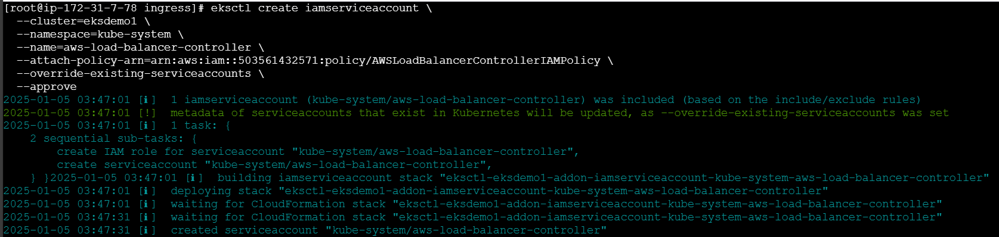 [root@ip-172-31-7-78 ingress]# eksctl create iamserviceaccount \
  --cluster=eksdemo1 \
  --namespace=kube-system \
  --name=aws-load-balancer-controller \
  --attach-policy-arn=arn:aws:iam::503561432571:policy/AWSLoadBalancerControllerIAMPolicy \
  --override-existing-serviceaccounts \
  --approve
2025-01-05 03:47:01 [ℹ]  1 iamserviceaccount (kube-system/aws-load-balancer-controller) was included (based on the include/exclude rules)
2025-01-05 03:47:01 [!]  metadata of serviceaccounts that exist in Kubernetes will be updated, as --override-existing-serviceaccounts was set
2025-01-05 03:47:01 [ℹ]  1 task: {
    2 sequential sub-tasks: {
        create IAM role for serviceaccount "kube-system/aws-load-balancer-controller",
        create serviceaccount "kube-system/aws-load-balancer-controller",
    } }2025-01-05 03:47:01 [ℹ]  building iamserviceaccount stack "eksctl-eksdemo1-addon-iamserviceaccount-kube-system-aws-load-balancer-controller"
2025-01-05 03:47:01 [ℹ]  deploying stack "eksctl-eksdemo1-addon-iamserviceaccount-kube-system-aws-load-balancer-controller"
2025-01-05 03:47:01 [ℹ]  waiting for CloudFormation stack "eksctl-eksdemo1-addon-iamserviceaccount-kube-system-aws-load-balancer-controller"
2025-01-05 03:47:31 [ℹ]  waiting for CloudFormation stack "eksctl-eksdemo1-addon-iamserviceaccount-kube-system-aws-load-balancer-controller"
2025-01-05 03:47:31 [ℹ]  created serviceaccount "kube-system/aws-load-balancer-controller"